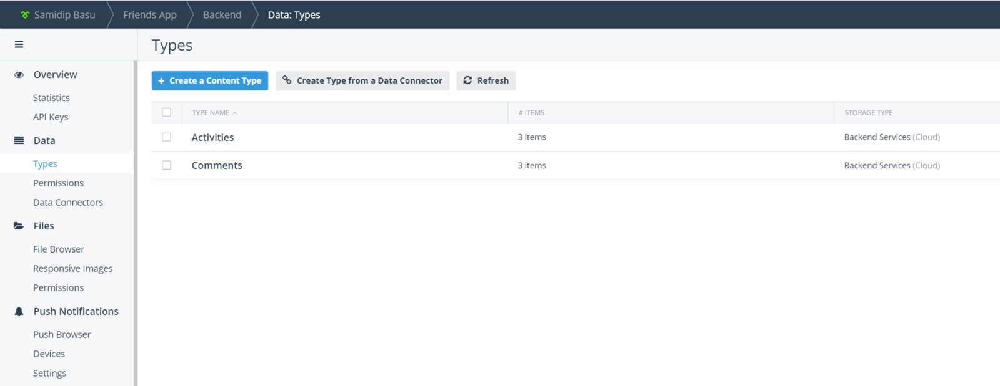 Samidip Basu Friends App Backend Data: Types
Types
Overview
Statistics
API Keys
Data
Types
Permissions
Data Connectors
Files
File Browser
Responsive Images
Permissions
Push Notifications
Push Browser
Devices
Settings
+ Create a Content Type Create Type from a Data Connector Refresh
TYPE NAME # ITEMS STORAGE TYPE
Activities 3 items Backend Services (Cloud)
Comments 3 items Backend Services (Cloud)